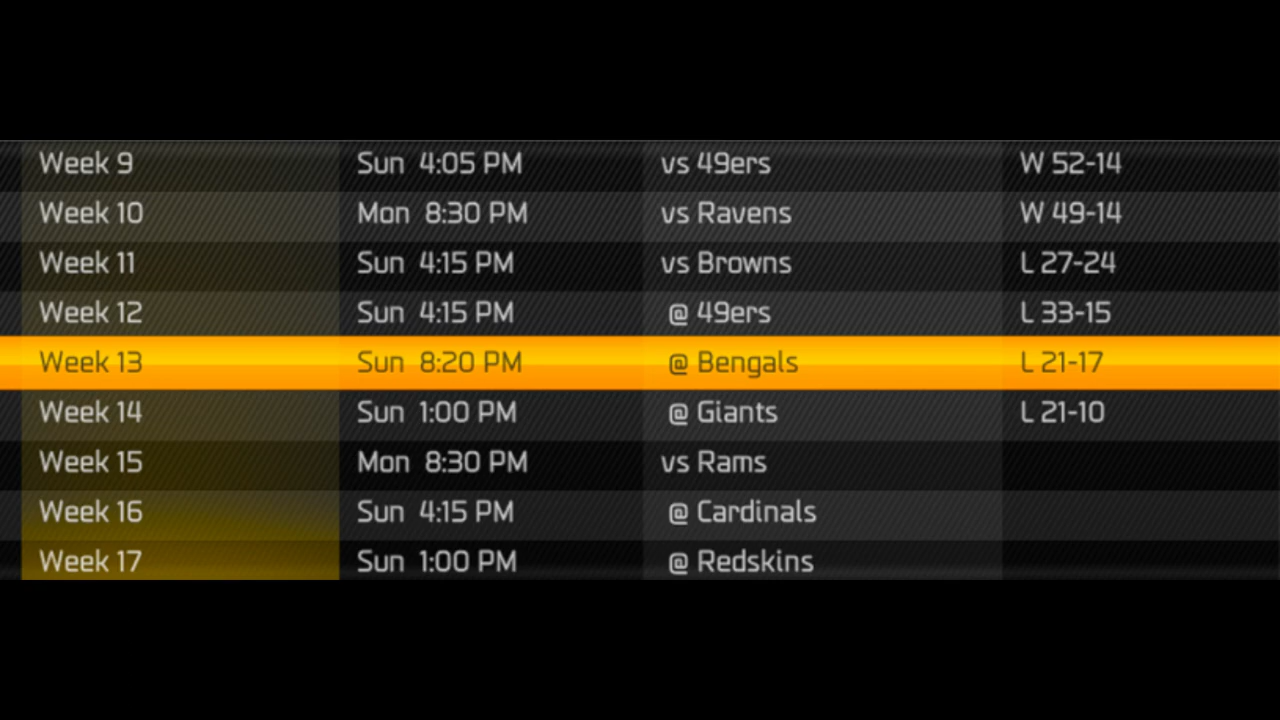 Week 9 Sun 4:05 PM vs 49ers W 52-14
Week 10 Mon 8:30 PM vs Ravens W 49-14
Week 11 Sun 4:15 PM vs Browns L 27-24
Week 12 Sun 4:15 PM @ 49ers L 33-15
Week 13 Sun 8:20 PM @ Bengals L 21-17
Week 14 Sun 1:00 PM @ Giants L 21-10
Week 15 Mon 8:30 PM vs Rams
Week 16 Sun 4:15 PM @ Cardinals
Week 17 Sun 1:00 PM @ Redskins